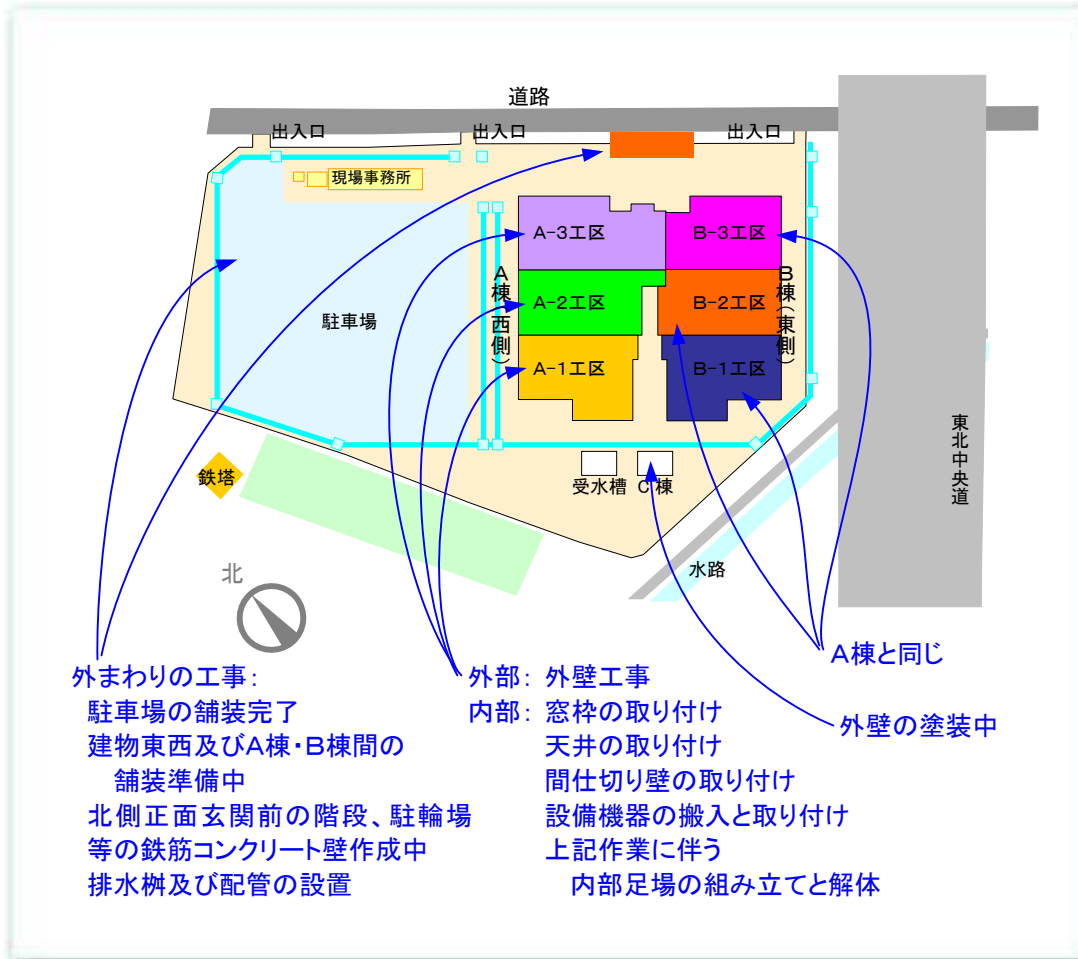 道路
出入口
出入口
出入口
現場事務所
A-3工区
B-3工区
A棟(西側)
A-2工区
B-2工区
B棟(東側)
駐車場
A-1工区
B-1工区
東北中央道
鉄塔
受水槽
C棟
水路
北
外まわりの工事:
駐車場の舗装完了
建物東西及びA棟・B棟間の
舗装準備中
北側正面玄関前の階段、駐輪場
等の鉄筋コンクリート壁作成中
排水桝及び配管の設置
外部: 外壁工事
内部: 窓枠の取り付け
天井の取り付け
間仕切り壁の取り付け
設備機器の搬入と取り付け
上記作業に伴う
内部足場の組み立てと解体
A棟と同じ
外壁の塗装中